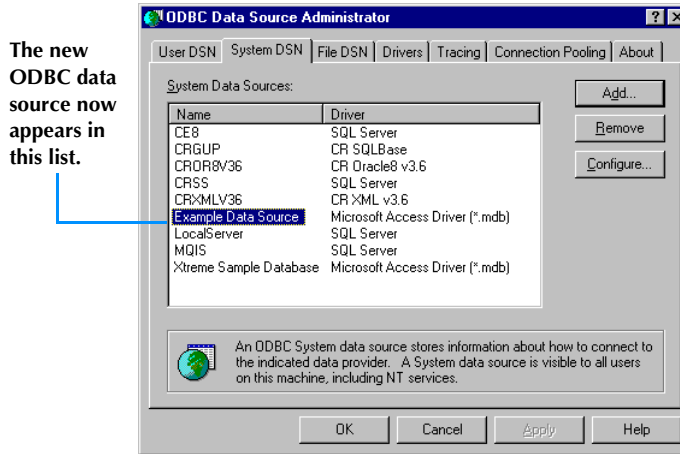 ODBC Data Source Administrator
The new
ODBC data
source now
appears in
this list.
User DSN System DSN File DSN Drivers Tracing Connection Pooling About
System Data Sources:
Name Driver
CE8 SQL Server
CRGUP CR SQLBase
CROR8V36 CR Oracle8 v3.6
CRSS SQL Server
CRXMLV36 CR XML v3.6
Example Data Source Microsoft Access Driver (*.mdb)
LocalServer SQL Server
MQIS SQL Server
Xtreme Sample Database Microsoft Access Driver (*.mdb)
Add...
Remove
Configure...
An ODBC System data source stores information about how to connect to
the indicated data provider. A System data source is visible to all users
on this machine, including NT services.
OK Cancel Apply Help